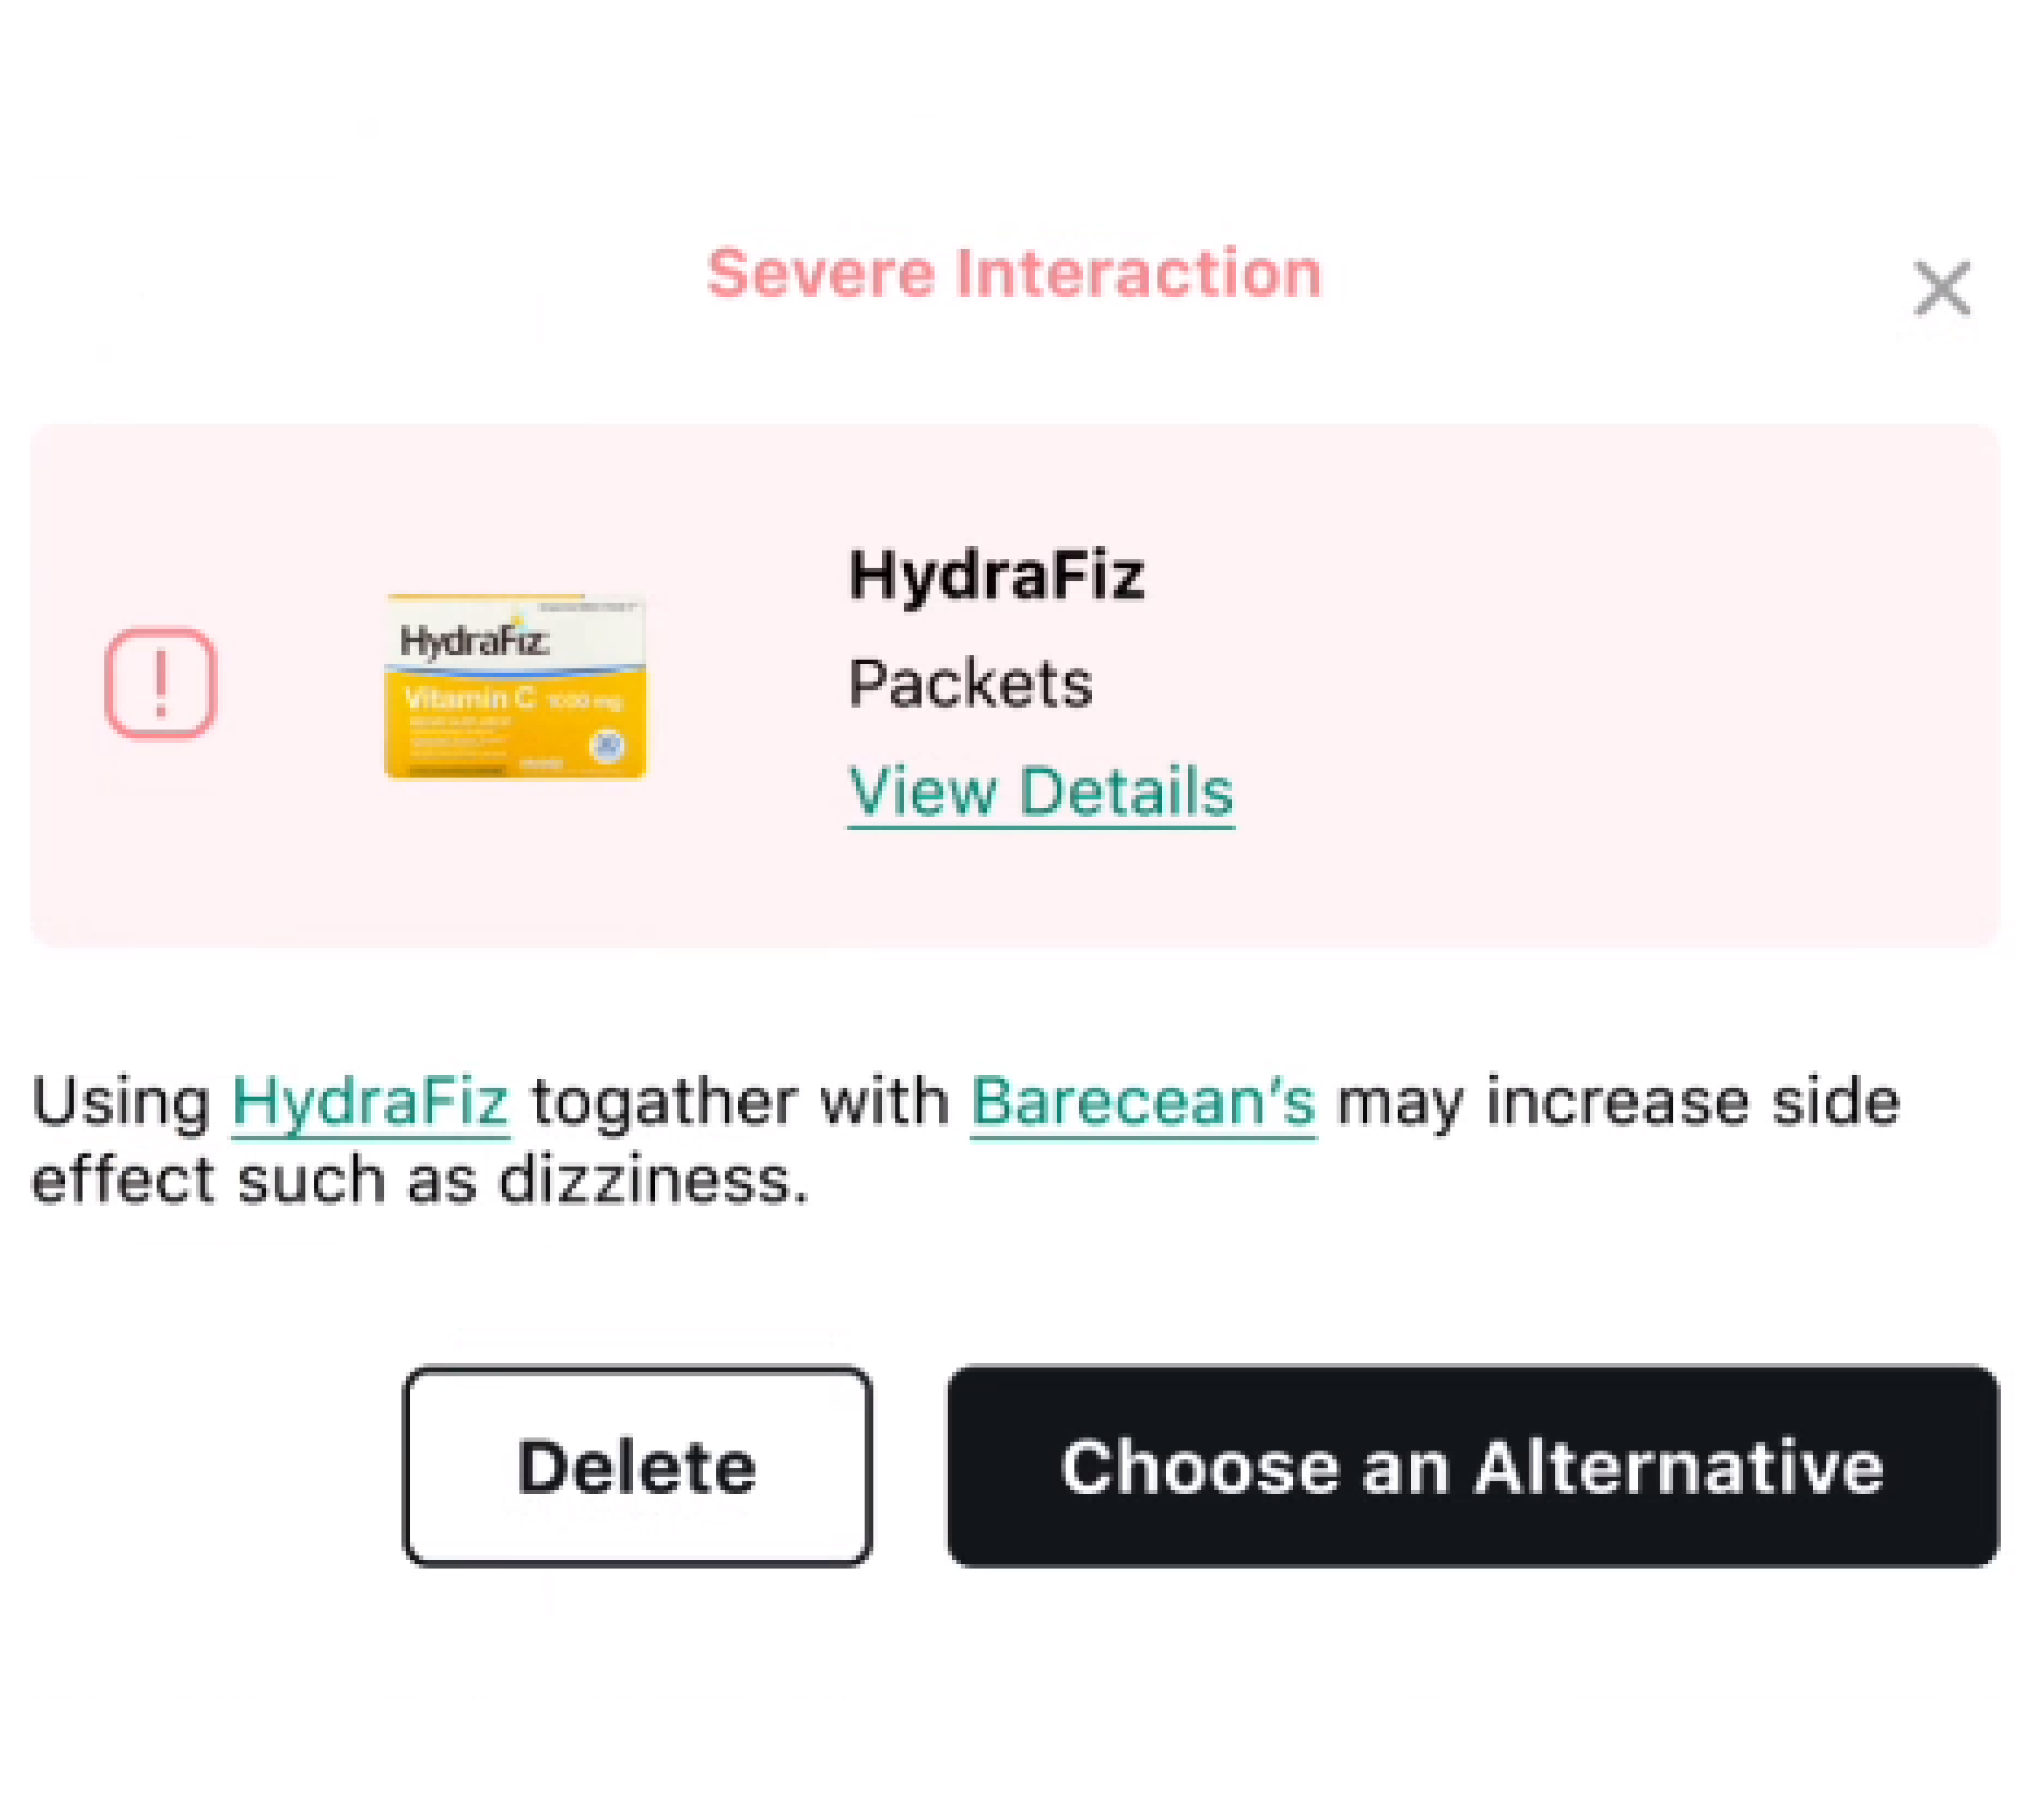 Severe Interaction
HydraFiz
Vitamin C 1000 mg
HydraFiz
Packets
View Details
Using HydraFiz togather with Barecean’s may increase side
effect such as dizziness.
Delete
Choose an Alternative